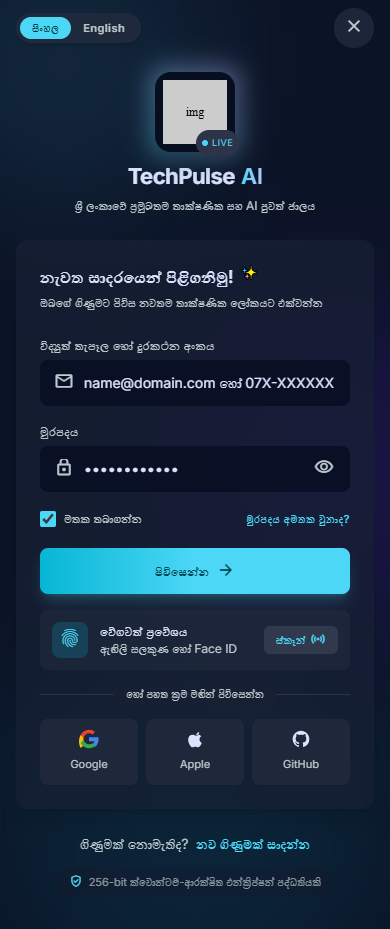 සිංහල English
img
LIVE
TechPulse AI
ශ්‍රී ලංකාවේ ප්‍රමුඛතම තාක්ෂණික සහ AI පුවත් ජාලය
නැවත සාදරයෙන් පිළිගනිමු! ✨
ඔබගේ ගිණුමට පිවිස නවතම තාක්ෂණික ලෝකයට එක්වන්න
විද්‍යුත් තැපෑල හෝ දුරකථන අංකය
name@domain.com හෝ 07X-XXXXXX
මුරපදය
••••••••••••
මතක තබාගන්න
මුරපදය අමතක වුනාද?
පිවිසෙන්න →
වේගවත් ප්‍රවේශය
ඇඟිලි සලකුණ හෝ Face ID
ස්කෑන්
හෝ පහත ක්‍රම මඟින් පිවිසෙන්න
Google Apple GitHub
ගිණුමක් නොමැතිද? නව ගිණුමක් සාදන්න
256-bit ක්වොන්ටම්-ආරක්ෂිත එන්ක්‍රිප්ෂන් පද්ධතියකි